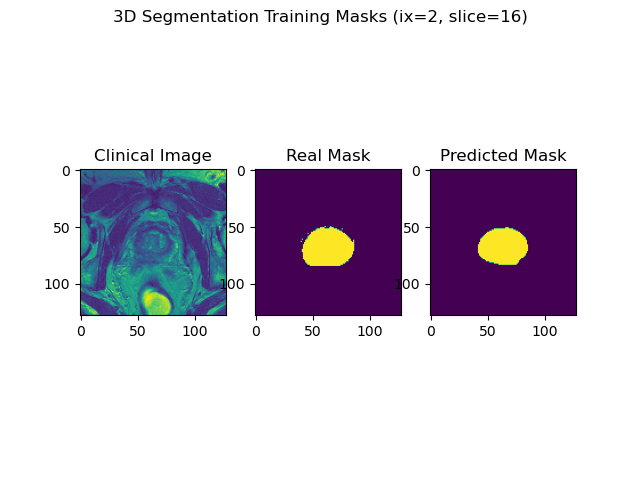 3D Segmentation Training Masks (ix=2, slice=16)
Clinical Image Real Mask Predicted Mask
0 0 0
50 50 50
100 100 100
0 50 100 0 50 100 0 50 100